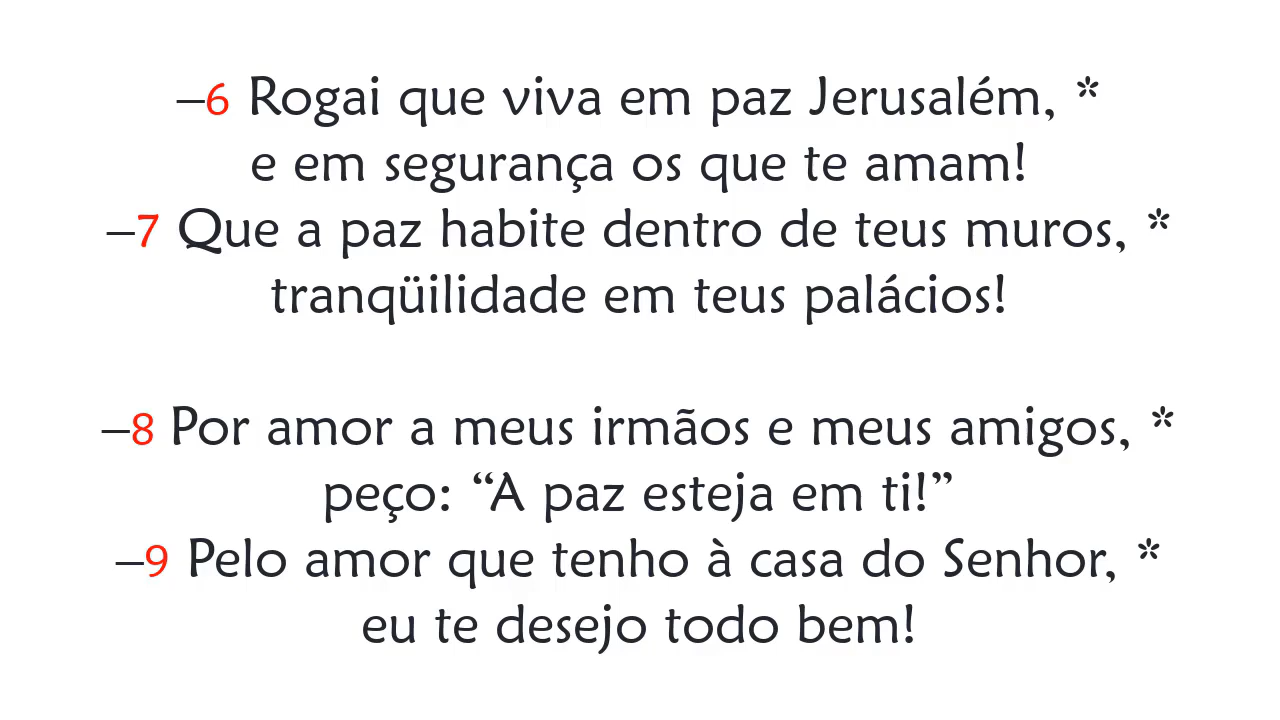 –6 Rogai que viva em paz Jerusalém, *
e em segurança os que te amam!
–7 Que a paz habite dentro de teus muros, *
tranqüilidade em teus palácios!
–8 Por amor a meus irmãos e meus amigos, *
peço: “A paz esteja em ti!”
–9 Pelo amor que tenho à casa do Senhor, *
eu te desejo todo bem!